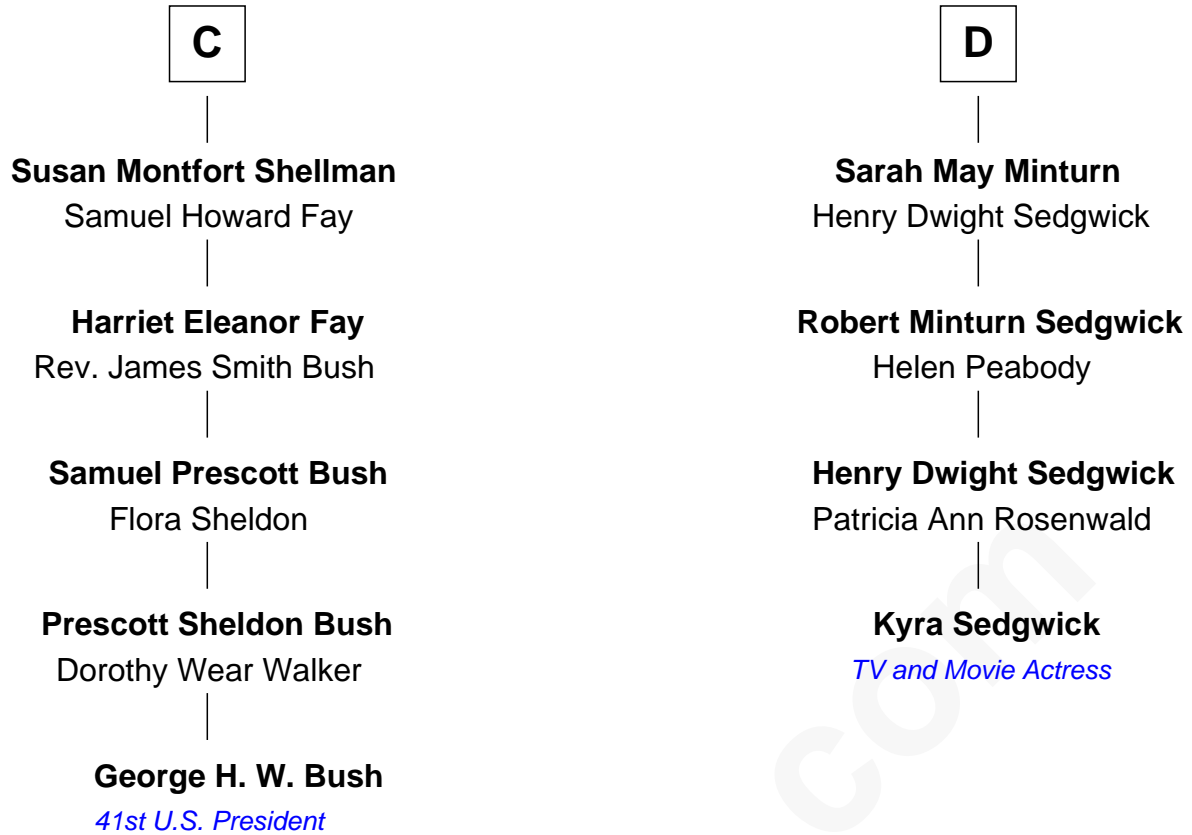 C
Susan Montfort Shellman
Samuel Howard Fay
Harriet Eleanor Fay
Rev. James Smith Bush
Samuel Prescott Bush
Flora Sheldon
Prescott Sheldon Bush
Dorothy Wear Walker
George H. W. Bush
41st U.S. President
D
Sarah May Minturn
Henry Dwight Sedgwick
Robert Minturn Sedgwick
Helen Peabody
Henry Dwight Sedgwick
Patricia Ann Rosenwald
Kyra Sedgwick
TV and Movie Actress
com